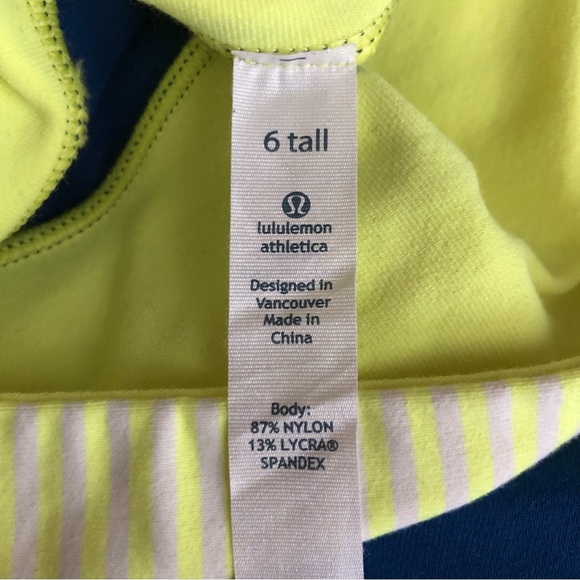 6 tall
lululemon
athletica
Designed in
Vancouver
Made in
China
Body:
87% NYLON
13% LYCRA®
SPANDEX